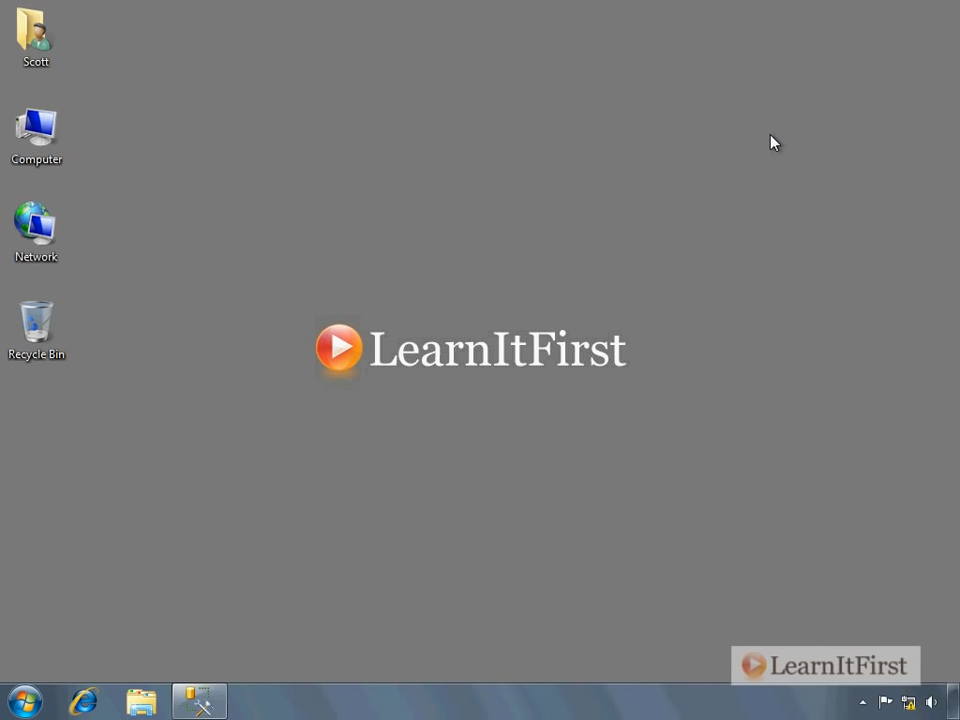 Scott
Computer
Network
Recycle Bin
LearnItFirst
LearnItFirst